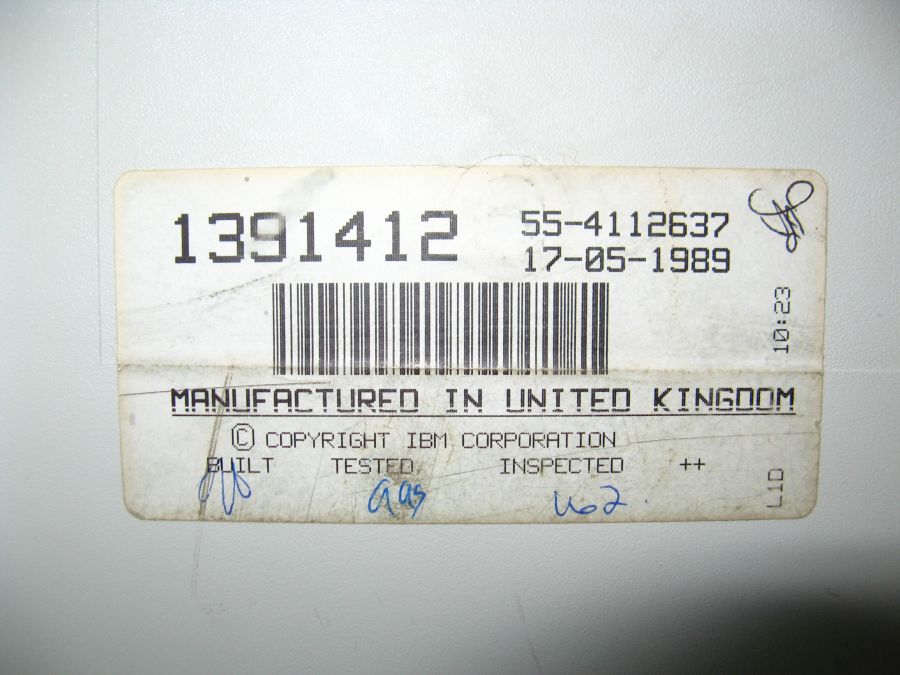 1391412
55-4112637
17-05-1989
10:23
MANUFACTURED IN UNITED KINGDOM
© COPYRIGHT IBM CORPORATION
BUILT TESTED INSPECTED ++
L1D